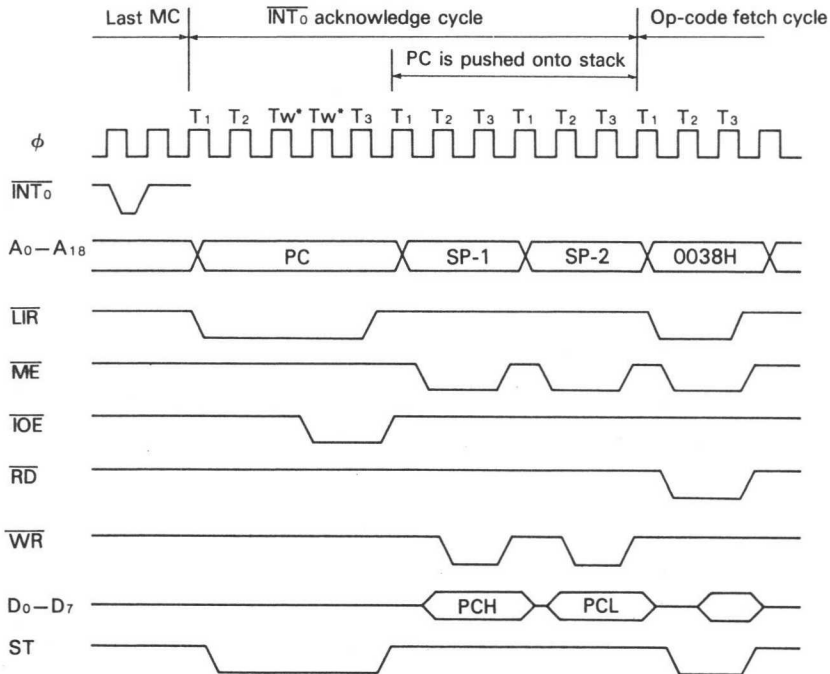 Last MC INT₀ acknowledge cycle Op-code fetch cycle
PC is pushed onto stack
T₁ T₂ Tw* Tw* T₃ T₁ T₂ T₃ T₁ T₂ T₃ T₁ T₂ T₃
ϕ
INT₀
A₀—A₁₈ PC SP-1 SP-2 0038H
LIR
ME
IOE
RD
WR
D₀—D₇ PCH PCL
ST